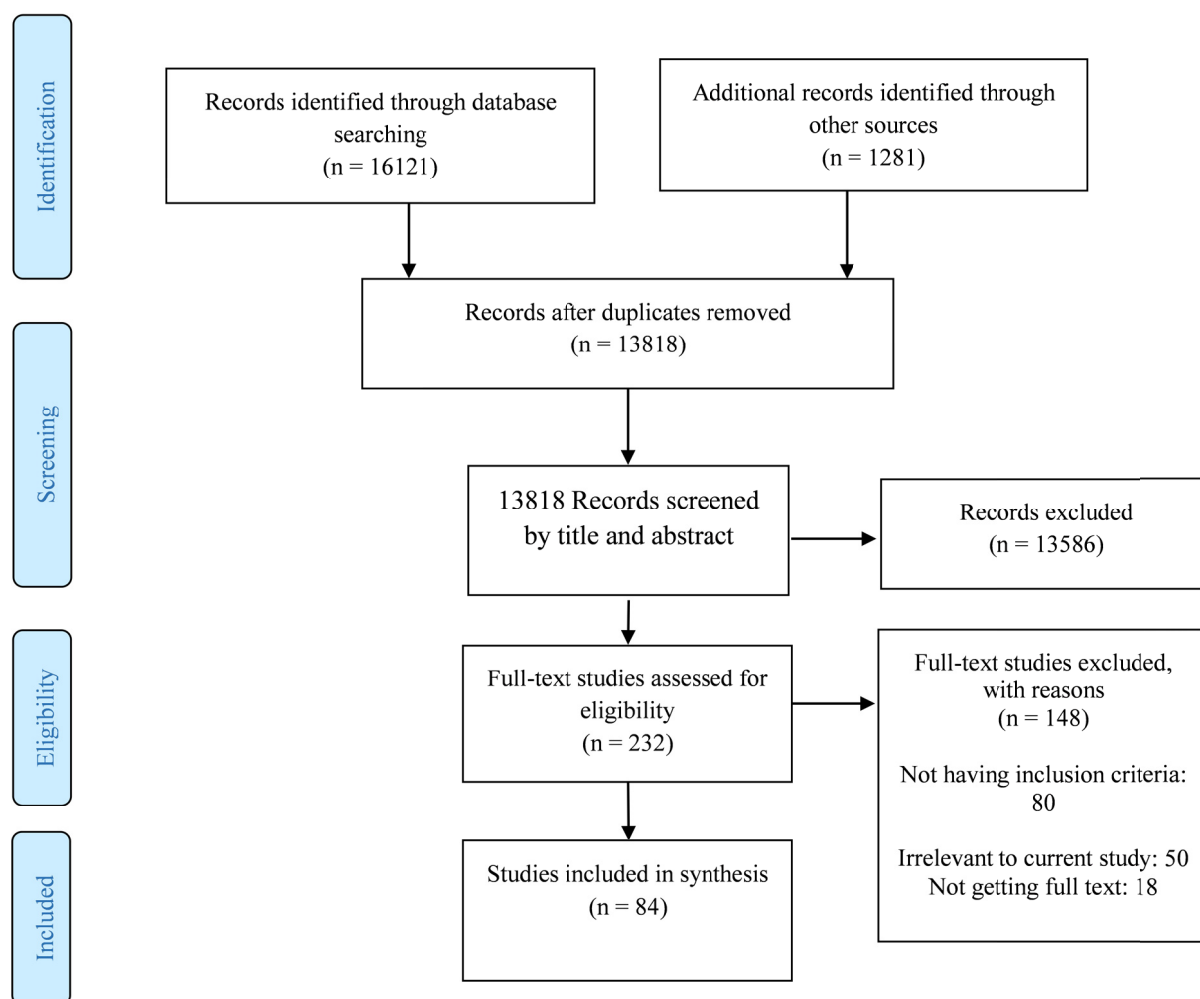 Identification
Records identified through database
searching
(n = 16121)
Additional records identified through
other sources
(n = 1281)
Records after duplicates removed
(n = 13818)
Screening
13818 Records screened
by title and abstract
Records excluded
(n = 13586)
Eligibility
Full-text studies assessed for
eligibility
(n = 232)
Full-text studies excluded,
with reasons
(n = 148)
Not having inclusion criteria:
80
Irrelevant to current study: 50
Not getting full text: 18
Included
Studies included in synthesis
(n = 84)